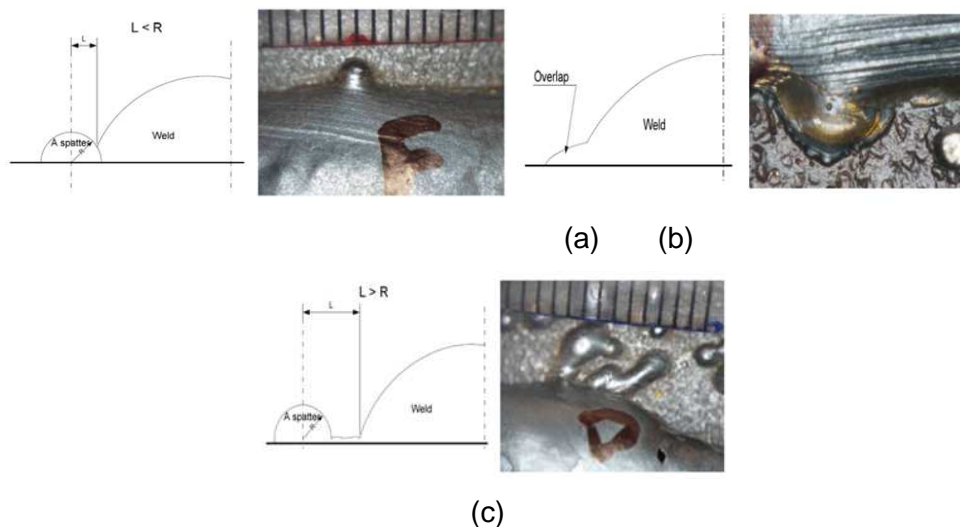 L < R
L
A spatter
R
Weld
Overlap
Weld
(a) (b)
L > R
L
A spatter
R
Weld
(c)